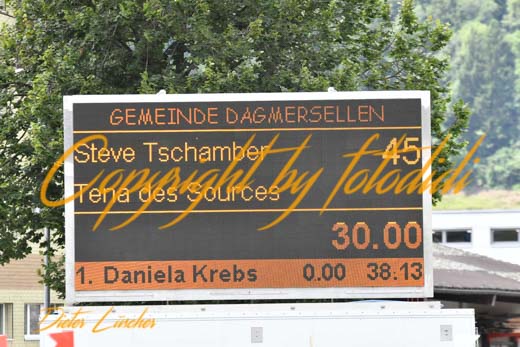 GEMEINDE DAGMERSELLEN
Steve Tschamber 45
Tena des Sources
Copyright by fotodidi
30.00
1. Daniela Krebs 0.00 38.13
Dieter Lüscher